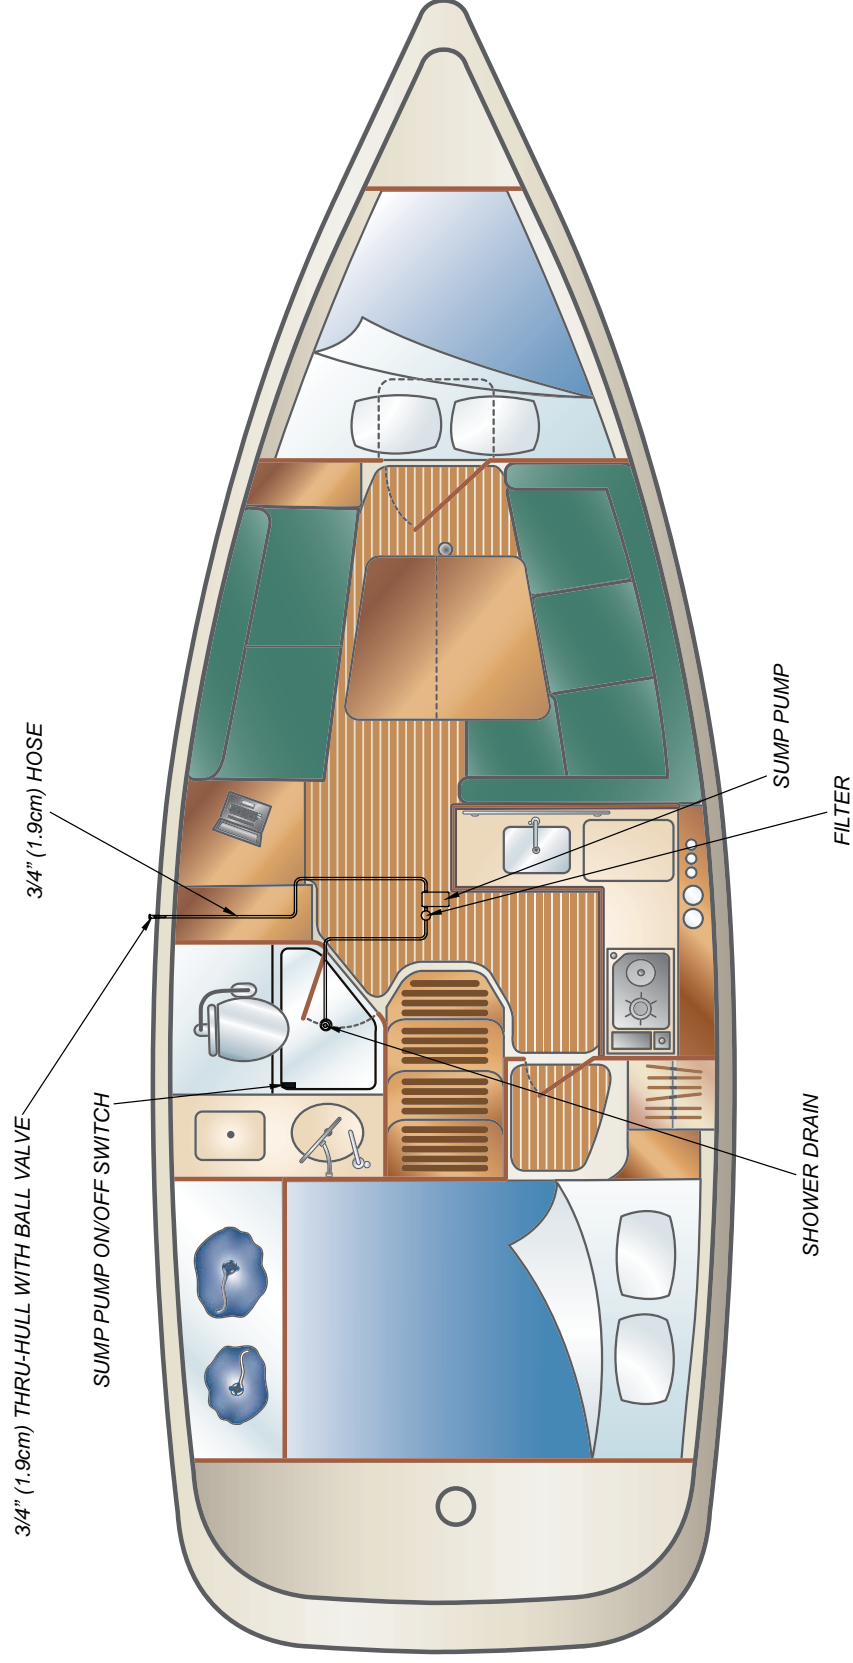 3/4” (1.9cm) THRU-HULL WITH BALL VALVE
3/4” (1.9cm) HOSE
SUMP PUMP ON/OFF SWITCH
SUMP PUMP
SHOWER DRAIN
FILTER